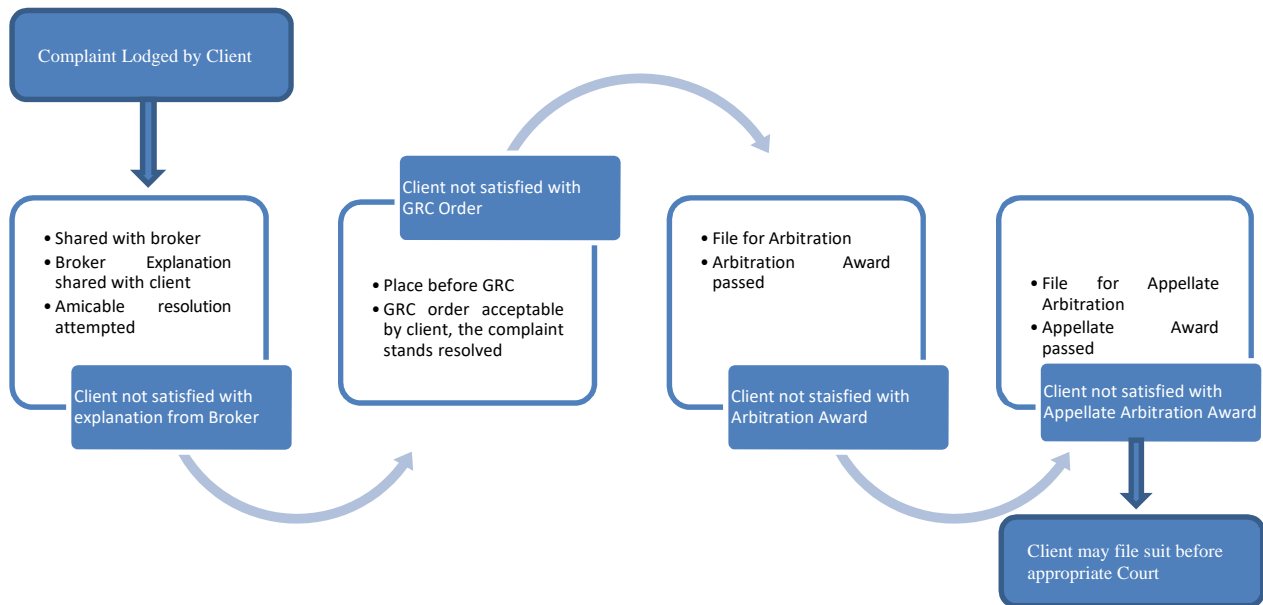 Complaint Lodged by Client
• Shared with broker
• Broker Explanation
shared with client
• Amicable resolution
attempted
Client not satisfied with
explanation from Broker
Client not satisfied with
GRC Order
• Place before GRC
• GRC order acceptable
by client, the complaint
stands resolved
• File for Arbitration
• Arbitration Award
passed
Client not staisfied with
Arbitration Award
• File for Appellate
Arbitration
• Appellate Award
passed
Client not satisfied with
Appellate Arbitration Award
Client may file suit before
appropriate Court